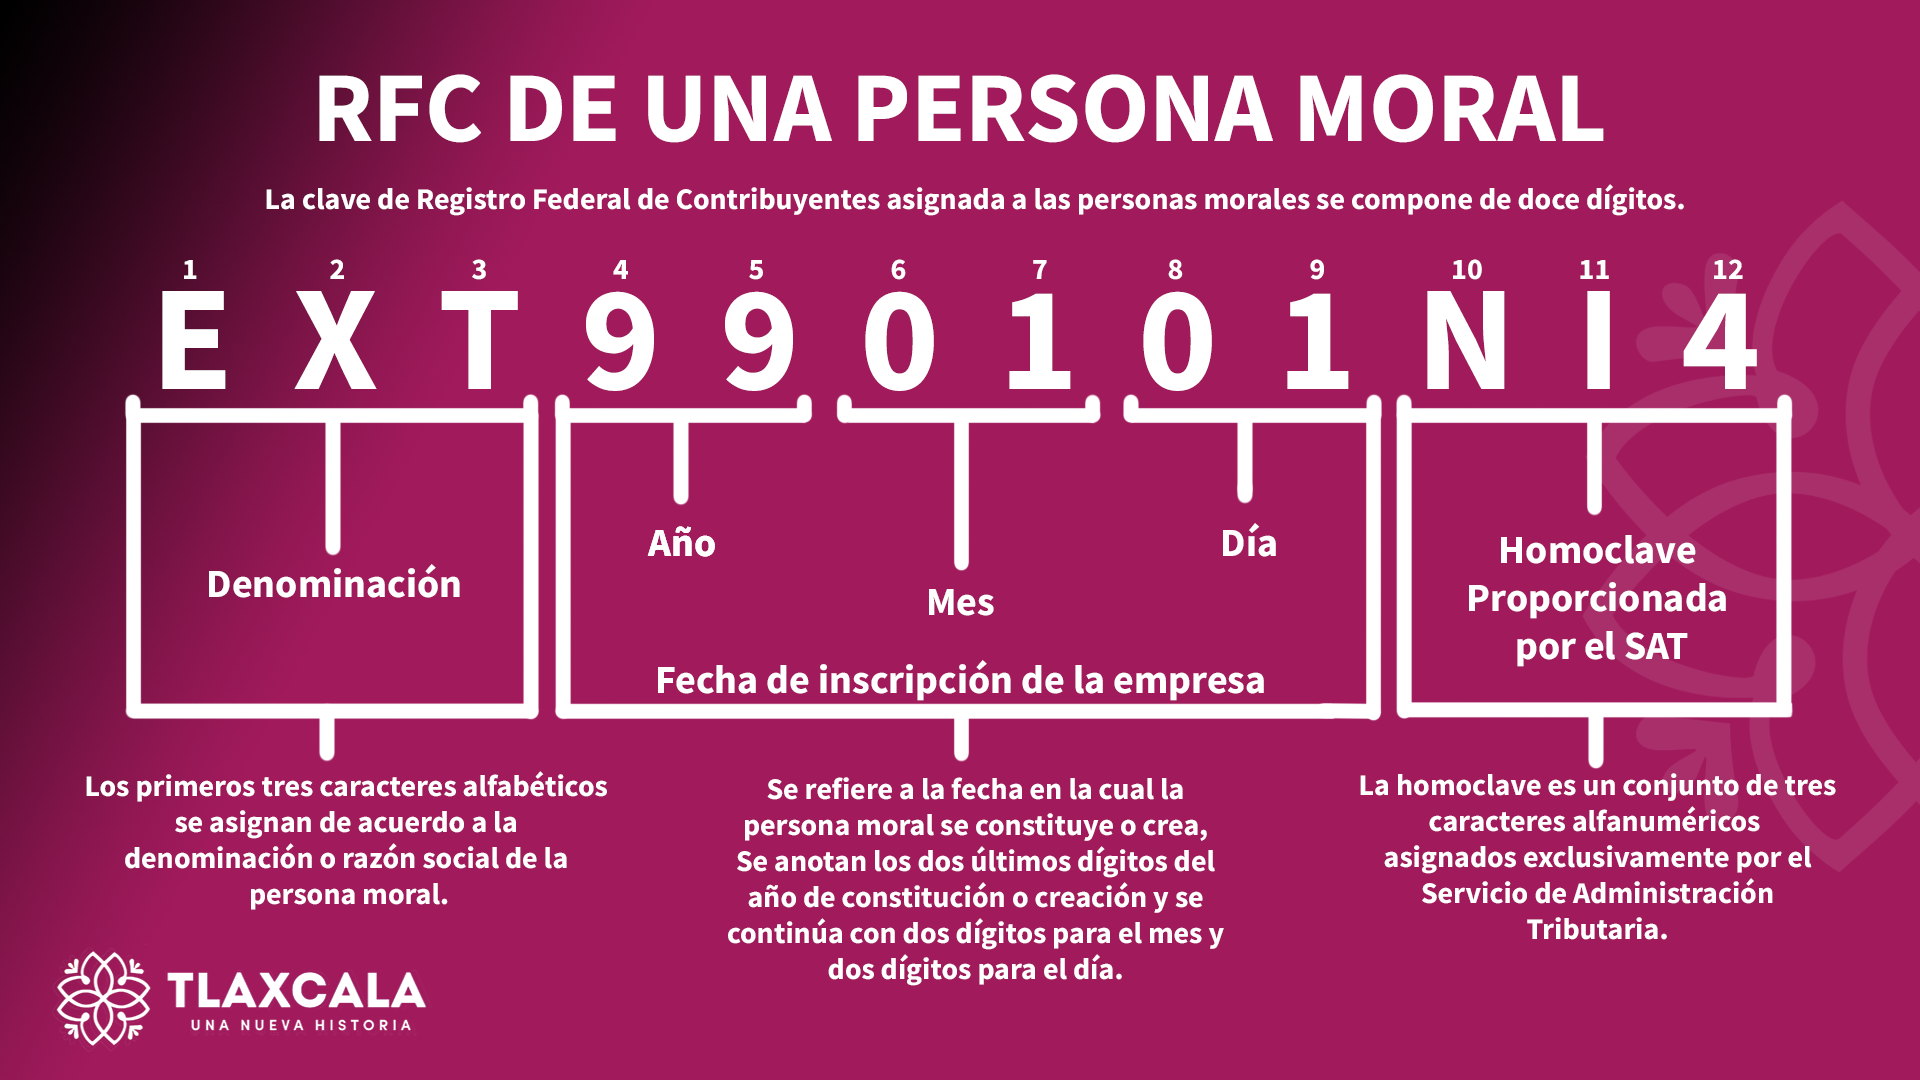 RFC DE UNA PERSONA MORAL
La clave de Registro Federal de Contribuyentes asignada a las personas morales se compone de doce dígitos.
1 2 3 4 5 6 7 8 9 10 11 12
E X T 9 9 0 1 0 1 N I 4
Denominación
Año
Mes
Día
Fecha de inscripción de la empresa
Homoclave
Proporcionada
por el SAT
Los primeros tres caracteres alfabéticos
se asignan de acuerdo a la
denominación o razón social de la
persona moral.
Se refiere a la fecha en la cual la
persona moral se constituye o crea,
Se anotan los dos últimos dígitos del
año de constitución o creación y se
continúa con dos dígitos para el mes y
dos dígitos para el día.
La homoclave es un conjunto de tres
caracteres alfanuméricos
asignados exclusivamente por el
Servicio de Administración
Tributaria.
TLAXCALA
UNA NUEVA HISTORIA